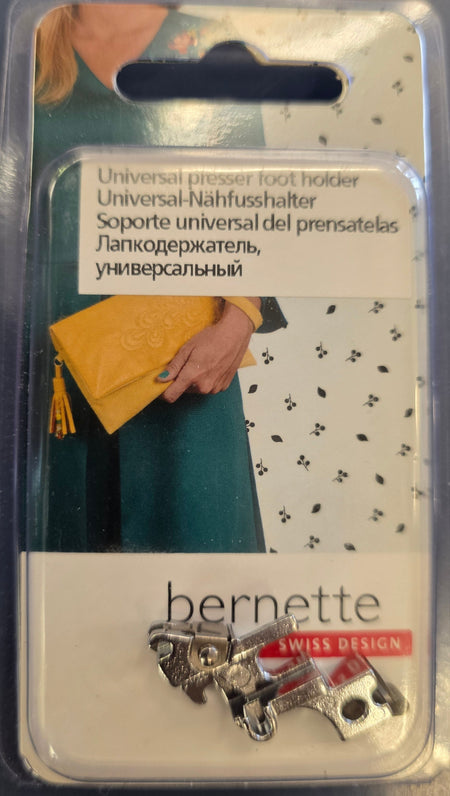 Universal presser foot holder
Universal-Nähfusshalter
Soporte universal del prensatelas
Лапкодержатель,
универсальный
bernette
SWISS DESIGN